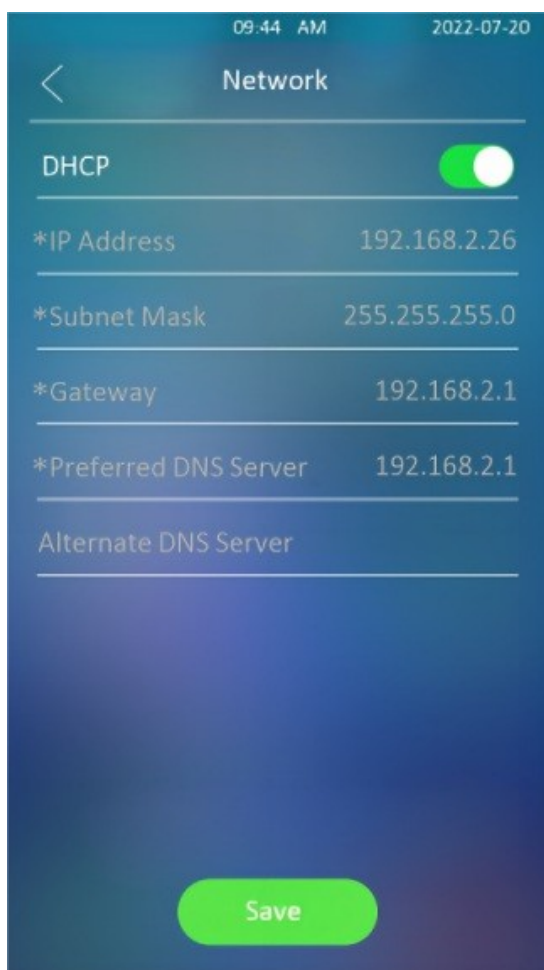 09:44 AM 2022-07-20
Network
DHCP
*IP Address 192.168.2.26
*Subnet Mask 255.255.255.0
*Gateway 192.168.2.1
*Preferred DNS Server 192.168.2.1
Alternate DNS Server
Save